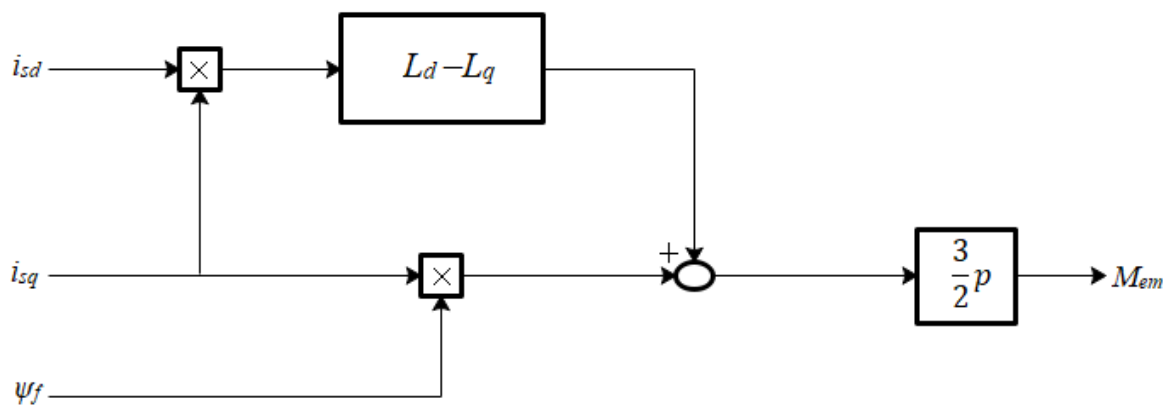 i_sd × L_d – L_q
+
i_sq × 3/2 p M_em
ψ_f